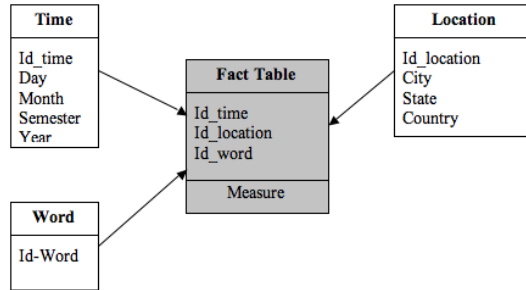 Time
Id_time
Day
Month
Semester
Year
Fact Table
Id_time
Id_location
Id_word
Measure
Location
Id_location
City
State
Country
Word
Id-Word